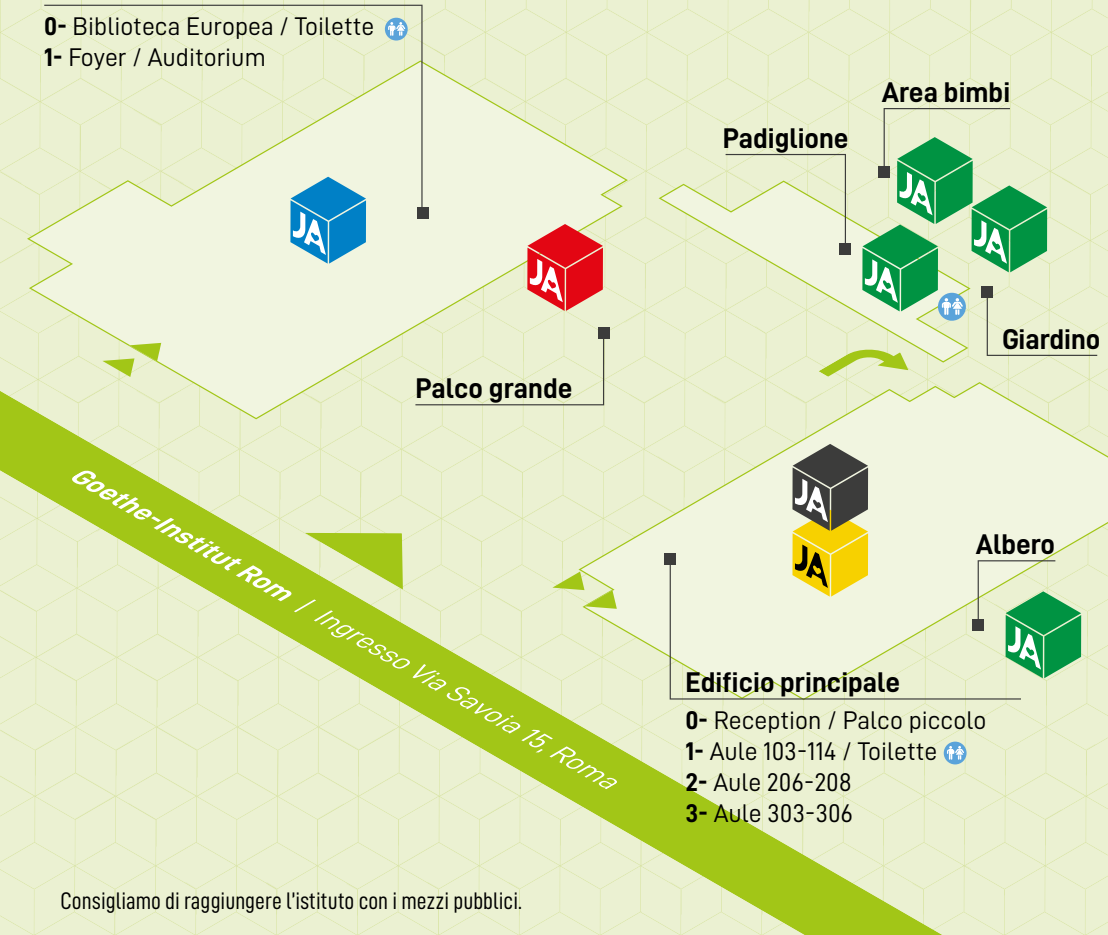 0- Biblioteca Europea / Toilette
1- Foyer / Auditorium
Area bimbi
Padiglione
JA
JA
JA
JA
JA
Giardino
Palco grande
JA
JA
Albero
JA
Goethe-Institut Rom | Ingresso Via Savoia 15, Roma
Edificio principale
0- Reception / Palco piccolo
1- Aule 103-114 / Toilette
2- Aule 206-208
3- Aule 303-306
Consigliamo di raggiungere l'istituto con i mezzi pubblici.